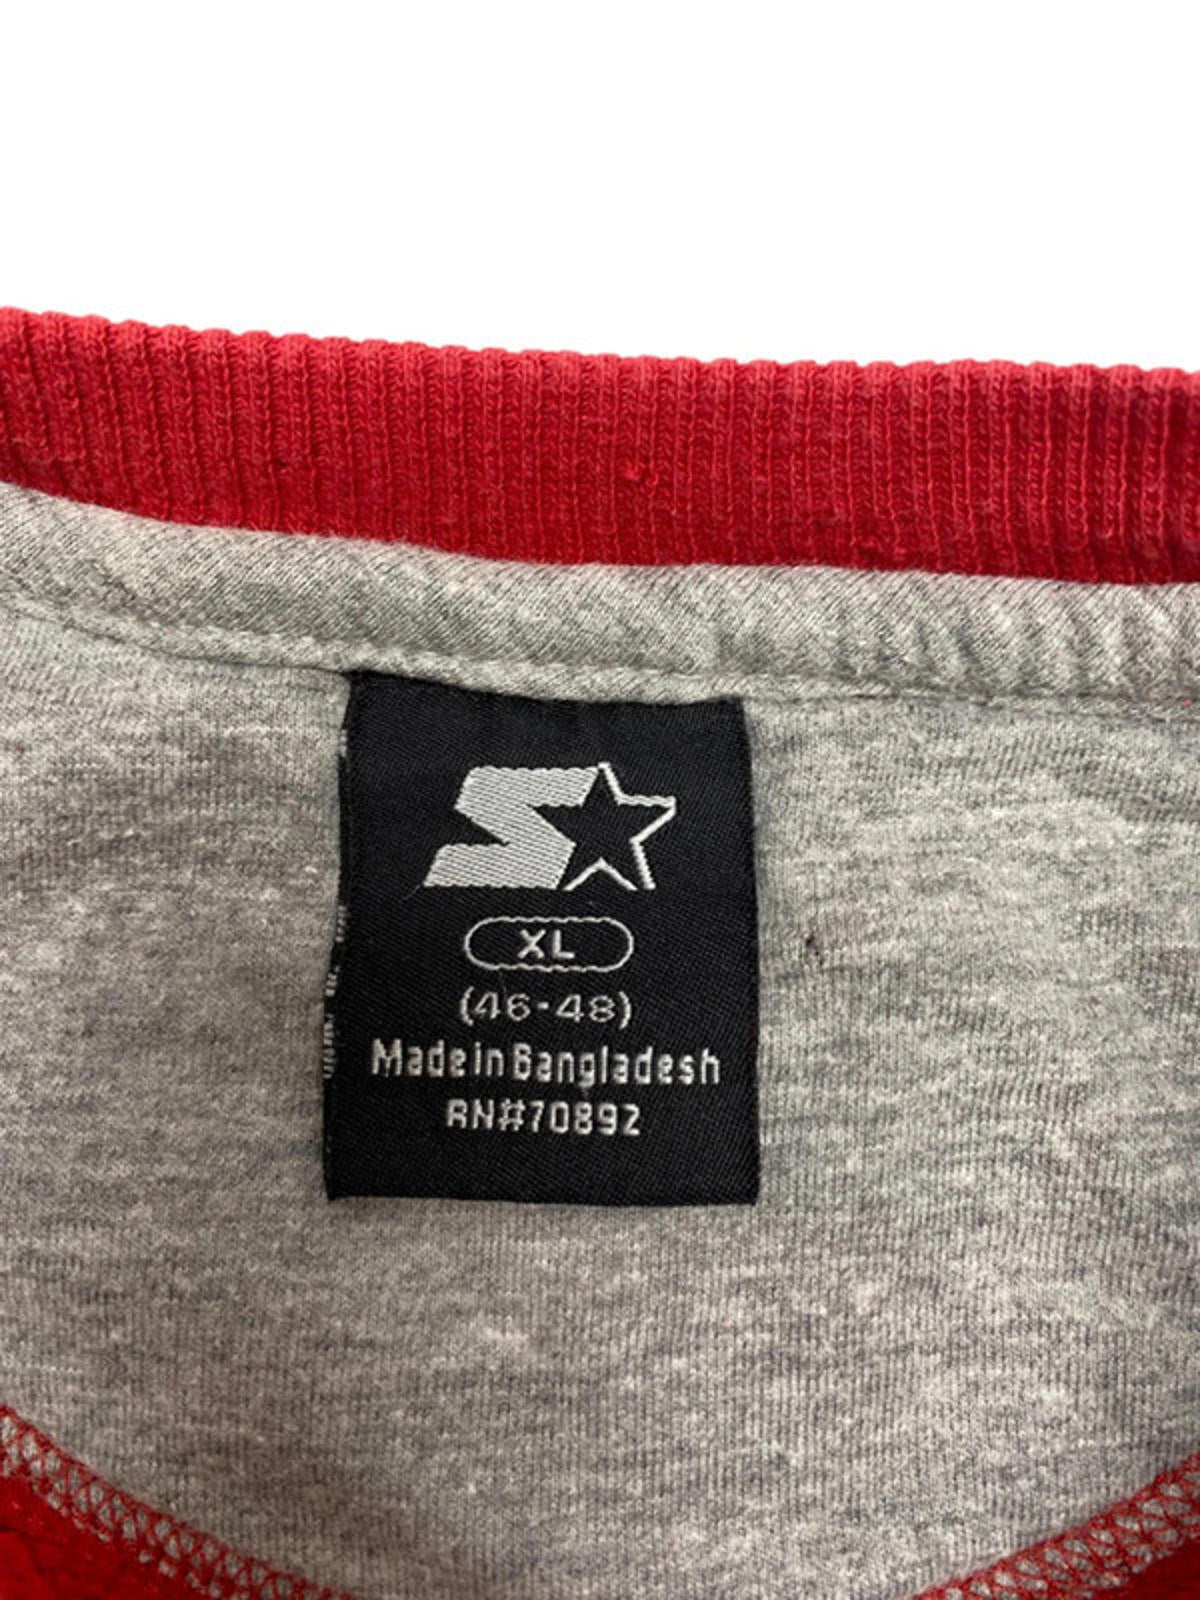 XL
(46-48)
Made in Bangladesh
RN#70892